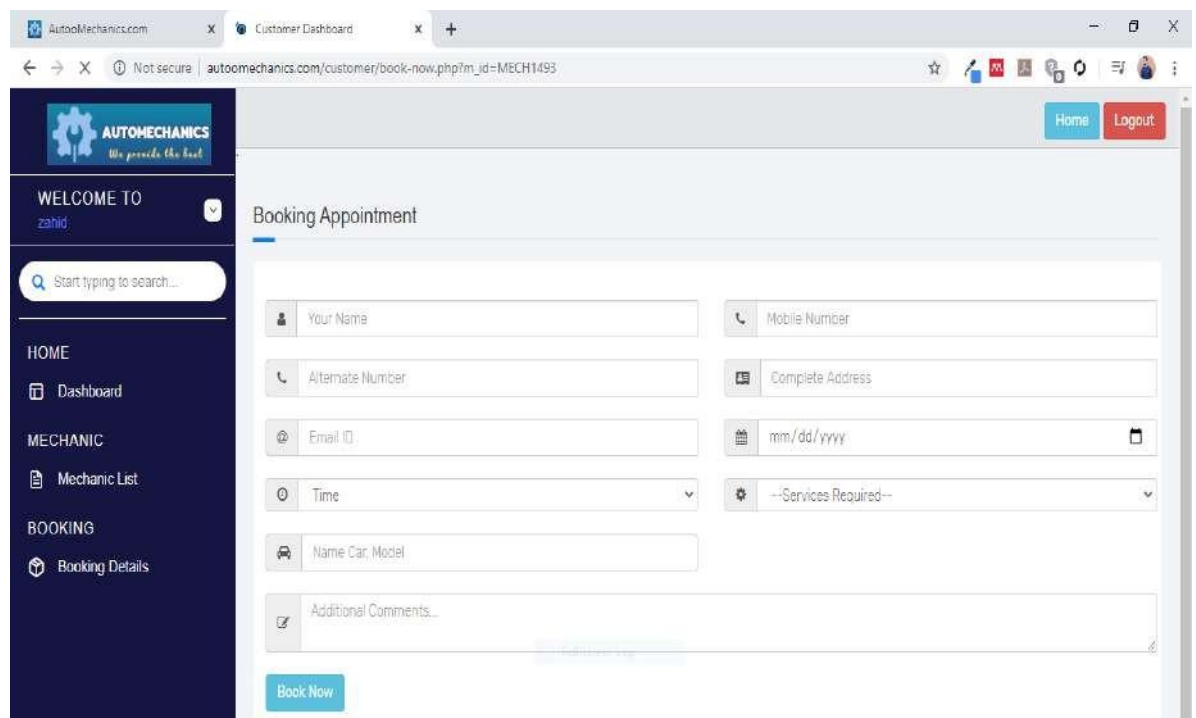 AutooMechanics.com X Customer Dashboard X +
Not secure autoomechanics.com/customer/book-now.php?m_id=MECH1493
AUTOMECHANICS
We provide the best
Home Logout
WELCOME TO
zahid
Start typing to search...
HOME
Dashboard
MECHANIC
Mechanic List
BOOKING
Booking Details
Booking Appointment
Your Name
Mobile Number
Alternate Number
Complete Address
Email ID
mm/dd/yyyy
Time
--Services Required--
Name Car, Model
Additional Comments...
Book Now